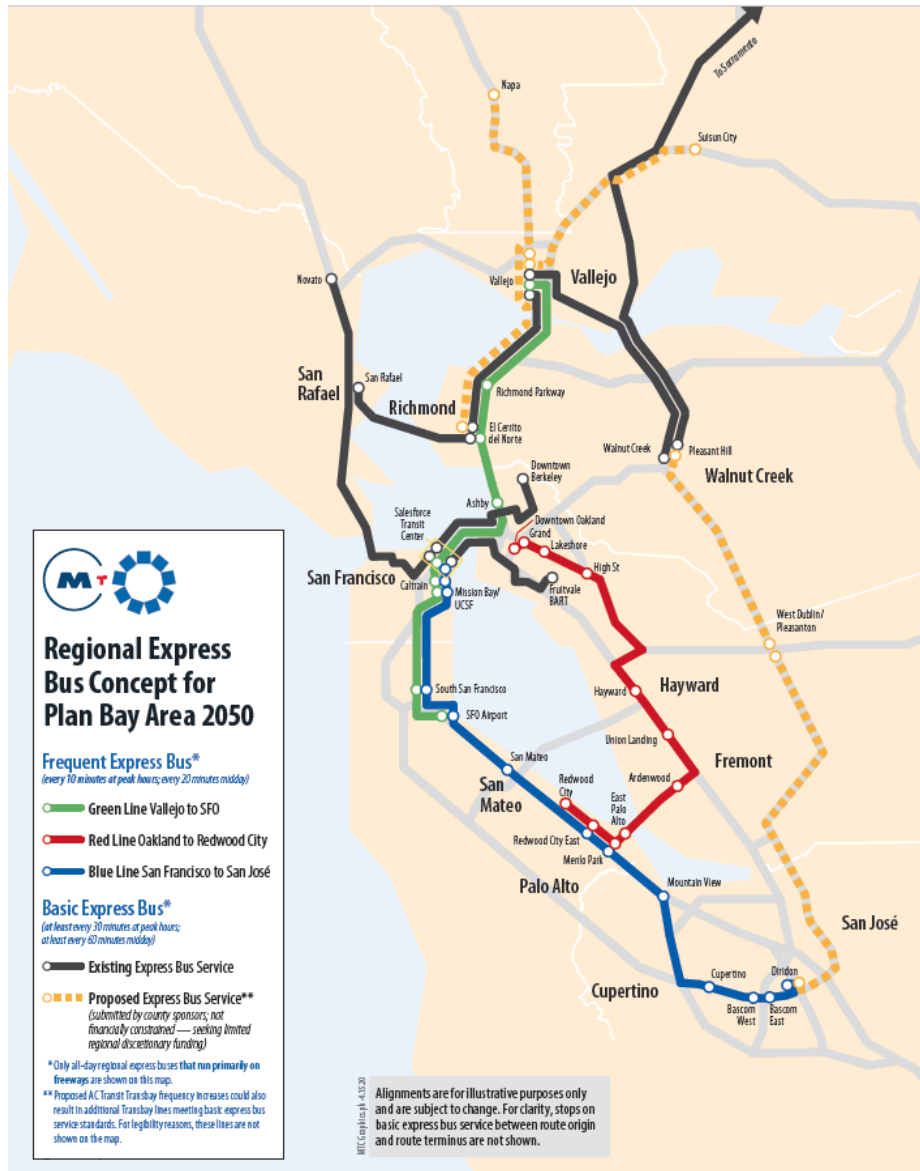 To Sacramento
Napa
Suisun City
Vallejo
Vallejo
Novato
San
Rafael
San Rafael
Richmond
Richmond Parkway
El Cerrito
del Norte
Walnut Creek
Pleasant Hill
Walnut Creek
Downtown
Berkeley
Ashby
Salesforce
Transit
Center
Downtown Oakland
Grand
Lakeshore
High St
San Francisco
Caltrain
Mission Bay/
UCSF
Fruitvale
BART
West Dublin/
Pleasanton
South San Francisco
SFO Airport
Hayward
Hayward
Union Landing
San Mateo
San
Mateo
Fremont
Ardenwood
Redwood
City
East
Palo
Alto
Redwood City East
Menlo Park
Palo Alto
Mountain View
San José
Cupertino
Cupertino
Diridon
Bascom
West
Bascom
East
M T
Regional Express
Bus Concept for
Plan Bay Area 2050
Frequent Express Bus*
(every 10 minutes at peak hours; every 20 minutes midday)
Green Line Vallejo to SFO
Red Line Oakland to Redwood City
Blue Line San Francisco to San José
Basic Express Bus*
(at least every 30 minutes at peak hours;
at least every 60 minutes midday)
Existing Express Bus Service
Proposed Express Bus Service**
(submitted by county sponsors; not
financially constrained — seeking limited
regional discretionary funding)
* Only all-day regional express buses that run primarily on
freeways are shown on this map.
** Proposed AC Transit Transbay frequency increases could also
result in additional Transbay lines meeting basic express bus
service standards. For legibility reasons, these lines are not
shown on the map.
MTC Graphics.pk -4.15.20
Alignments are for illustrative purposes only
and are subject to change. For clarity, stops on
basic express bus service between route origin
and route terminus are not shown.